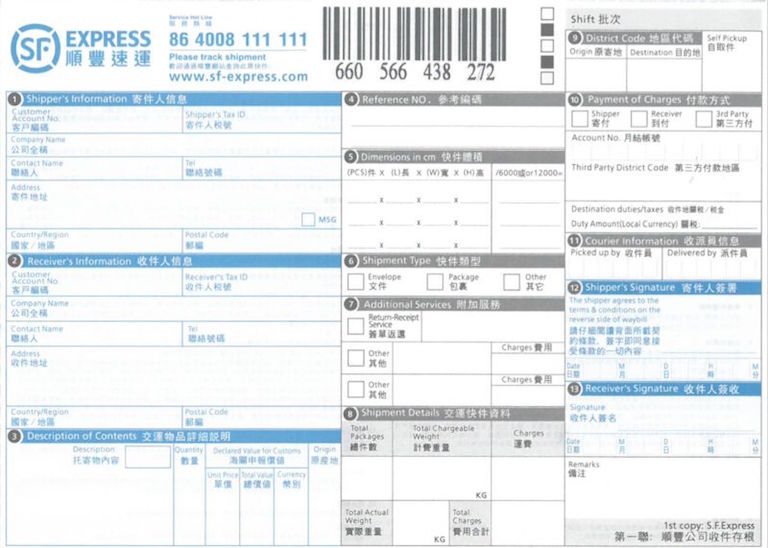 SF EXPRESS
順豐速運
Service Hot Line
服務熱線
86 4008 111 111
Please track shipment
歡迎通過順豐網站查詢此票快件
www.sf-express.com
660 566 438 272
Shift 批次
1 Shipper's Information 寄件人信息
Customer Account No.
客戶編碼
Shipper's Tax ID
寄件人稅號
Company Name
公司全稱
Contact Name
聯絡人
Tel
聯絡號碼
Address
寄件地址
MSG
Country/Region
國家/地區
Postal Code
郵編
2 Receiver's Information 收件人信息
Customer Account No.
客戶編碼
Receiver's Tax ID
收件人稅號
Company Name
公司全稱
Contact Name
聯絡人
Tel
聯絡號碼
Address
收件地址
Country/Region
國家/地區
Postal Code
郵編
3 Description of Contents 交運物品詳細説明
Description
托寄物內容
Quantity
數量
Declared Value for Customs
海關申報價值
Unit Price
單價
Total Value
總價值
Currency
幣別
Origin
原產地
4 Reference NO. 參考編碼
5 Dimensions in cm 快件體積
(PCS)件 x (L)長 x (W)寬 x (H)高 /6000或or12000=
x x x
x x x
x x x
6 Shipment Type 快件類型
Envelope
文件
Package
包裹
Other
其它
7 Additional Services 附加服務
Return-Receipt Service
簽單返還
Other
其他
Charges 費用
Other
其他
Charges 費用
8 Shipment Details 交運快件資料
Total Packages
總件數
Total Chargeable Weight
計費重量
Charges
運費
KG
Total Actual Weight
實際重量
KG
Total Charges
費用合計
9 District Code 地區代碼
Origin 原寄地
Destination 目的地
Self Pickup
自取件
10 Payment of Charges 付款方式
Shipper
寄付
Receiver
到付
3rd Party
第三方付
Account No. 月結帳號
Third Party District Code 第三方付款地區
Destination duties/taxes 收件地關稅/稅金
Duty Amount(Local Currency) 關稅:
11 Courier Information 收派員信息
Picked up by 收件員
Delivered by 派件員
12 Shipper's Signature 寄件人簽署
The shipper agrees to the
terms & conditions on the
reverse side of waybill
請仔細閱讀背面所載契
約條款, 簽字即同意接
受條款的一切內容
Date M D H M
日期 月 日 時 分
13 Receiver's Signature 收件人簽收
Signature
收件人簽名
Date M D H M
日期 月 日 時 分
Remarks
備注
1st copy: S.F.Express
第一聯: 順豐公司收件存根